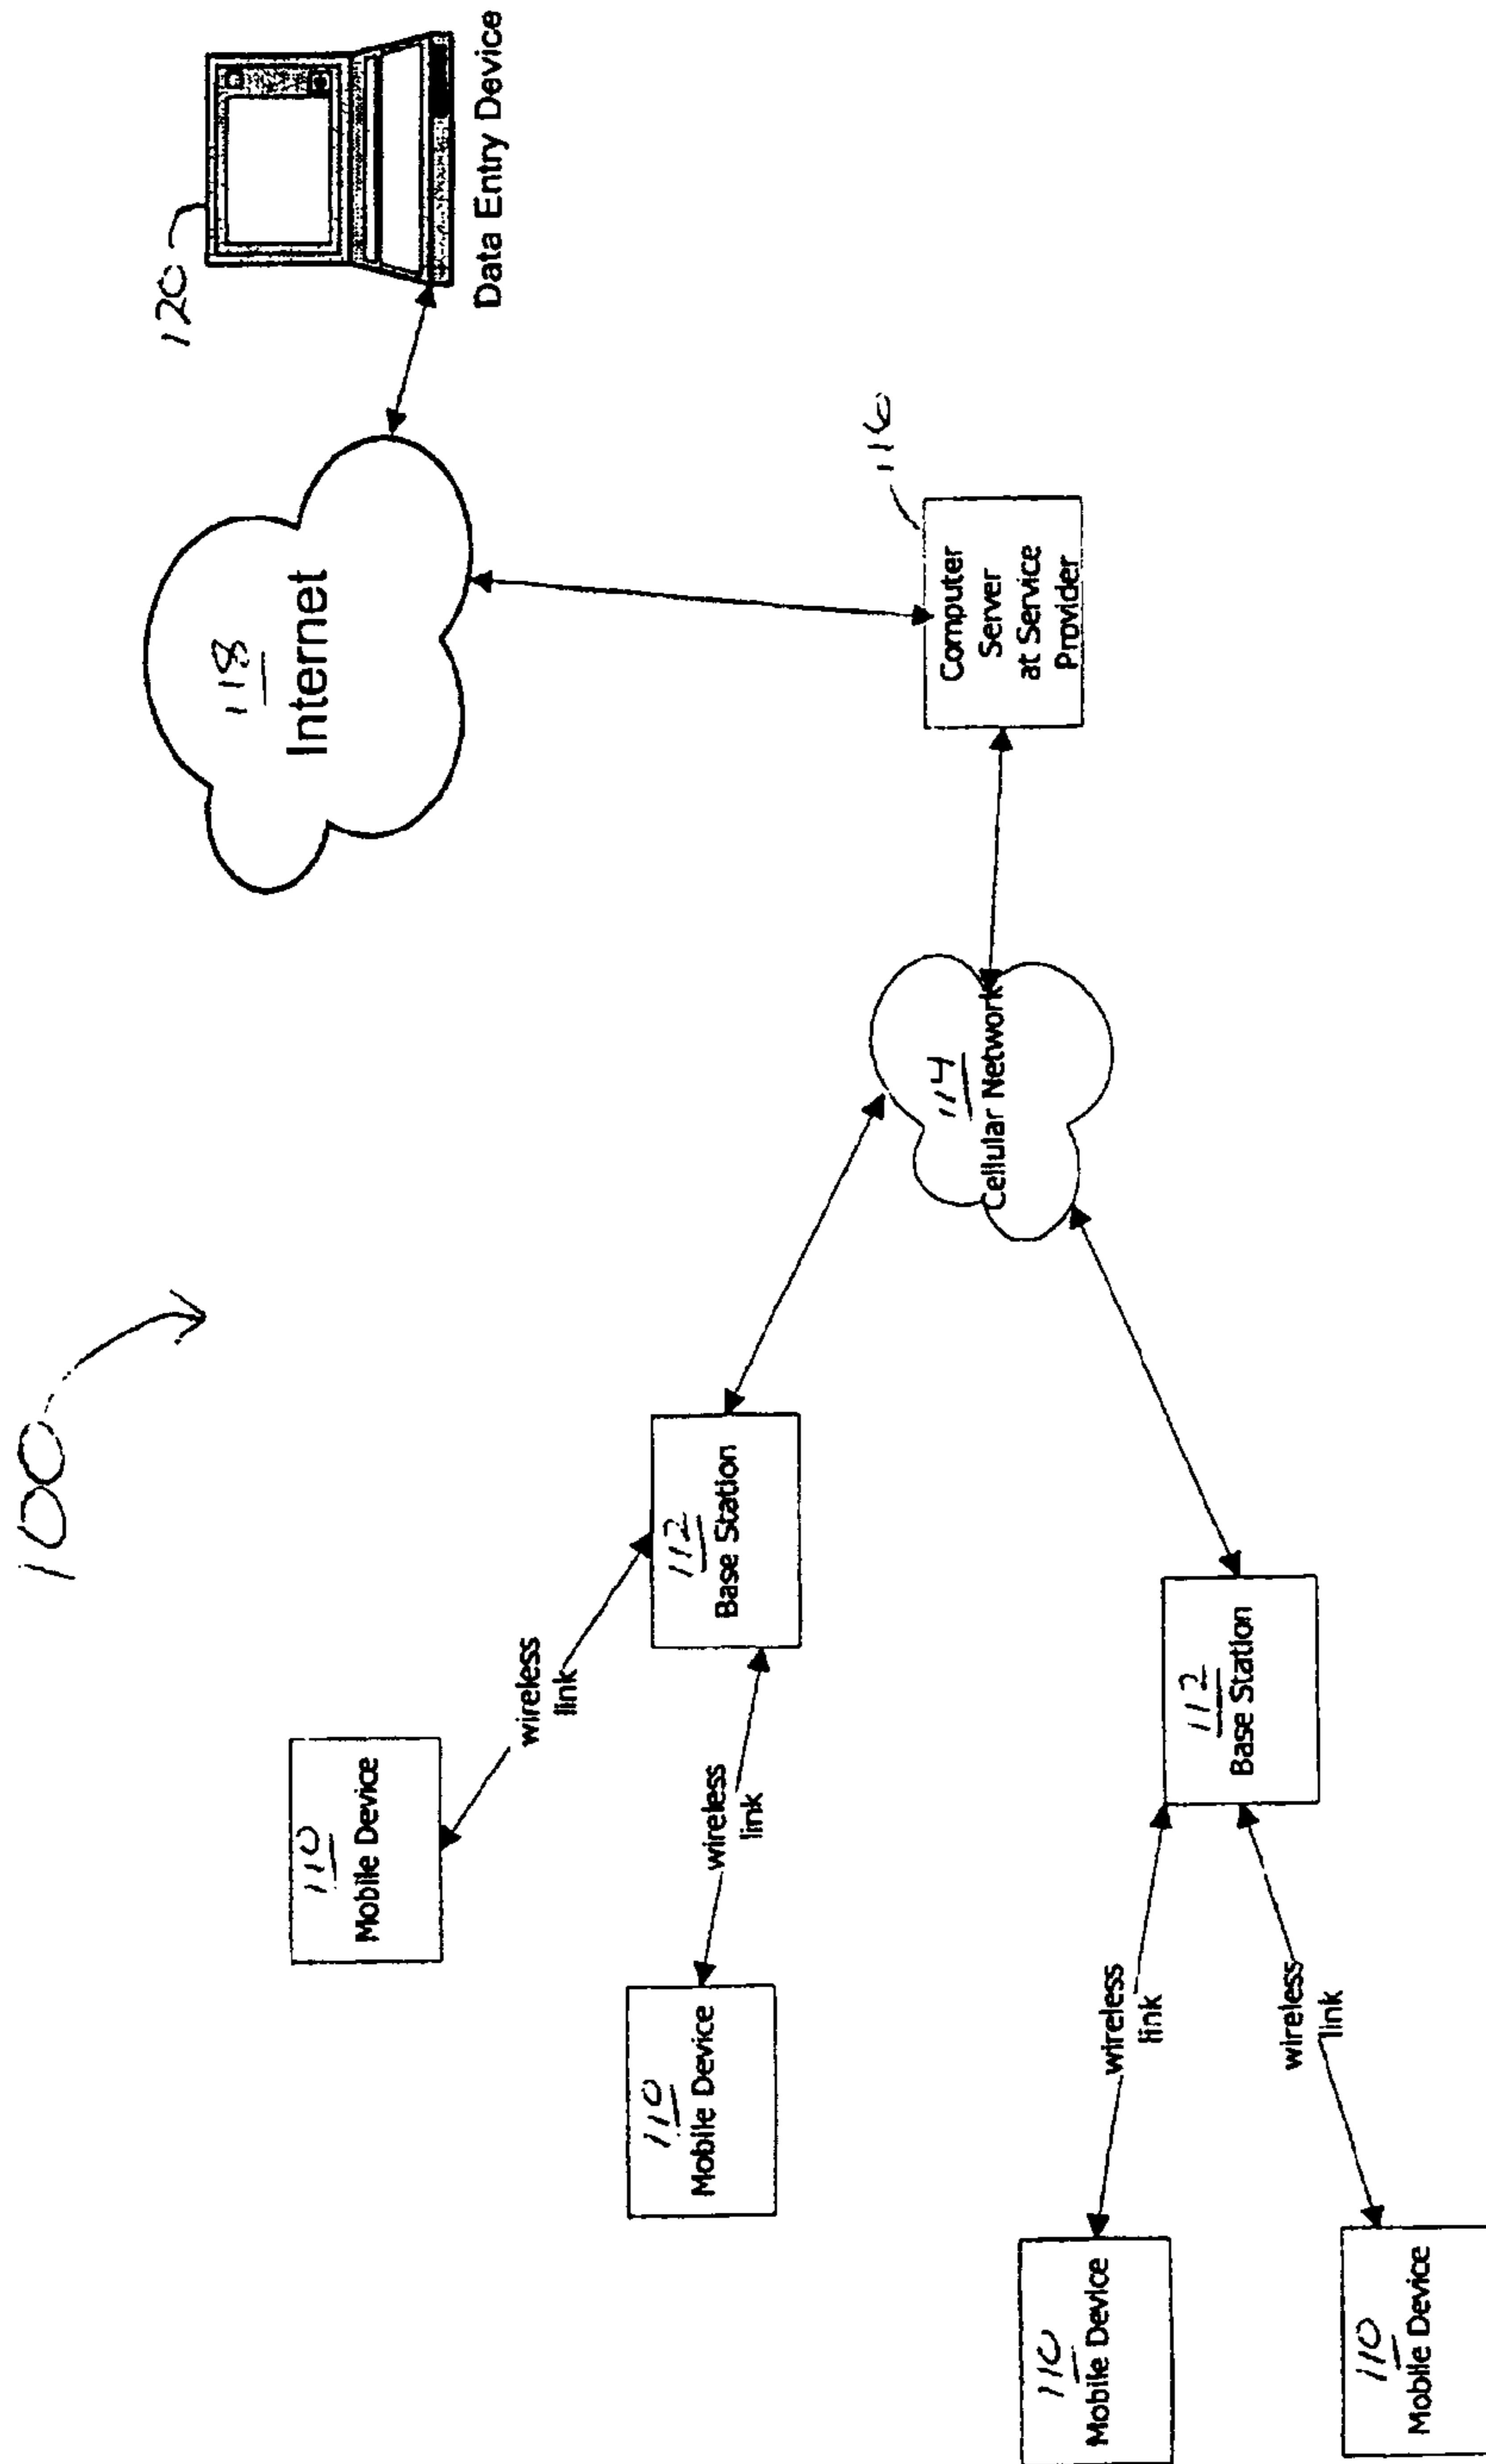 100
120
Data Entry Device
118
Internet
116
Computer
Server
at Service
Provider
114
Cellular Network
110
Mobile Device
wireless
link
112
Base Station
110
Mobile Device
wireless
link
110
Mobile Device
wireless
link
112
Base Station
110
Mobile Device
wireless
link